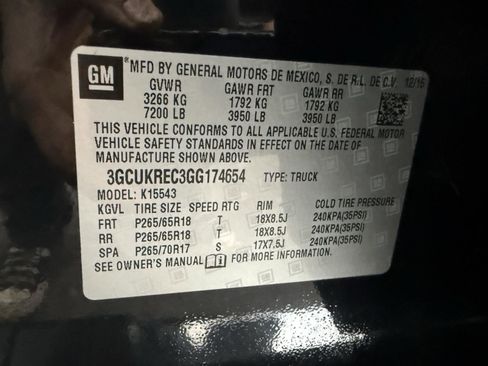 GM MFD BY GENERAL MOTORS DE MEXICO, S. DE R.L. DE C.V. 12/15
GVWR GAWR FRT GAWR RR
3266 KG 1792 KG 1792 KG
7200 LB 3950 LB 3950 LB
THIS VEHICLE CONFORMS TO ALL APPLICABLE U.S. FEDERAL MOTOR
VEHICLE SAFETY STANDARDS IN EFFECT ON THE DATE OF
MANUFACTURE SHOWN ABOVE.
3GCUKREC3GG174654 TYPE: TRUCK
MODEL: K15543
KGVL TIRE SIZE SPEED RTG RIM COLD TIRE PRESSURE
FRT P265/65R18 T 18X8.5J 240KPA(35PSI)
RR P265/65R18 T 18X8.5J 240KPA(35PSI)
SPA P265/70R17 S 17X7.5J 240KPA(35PSI)
SEE OWNER'S MANUAL FOR MORE INFORMATION.